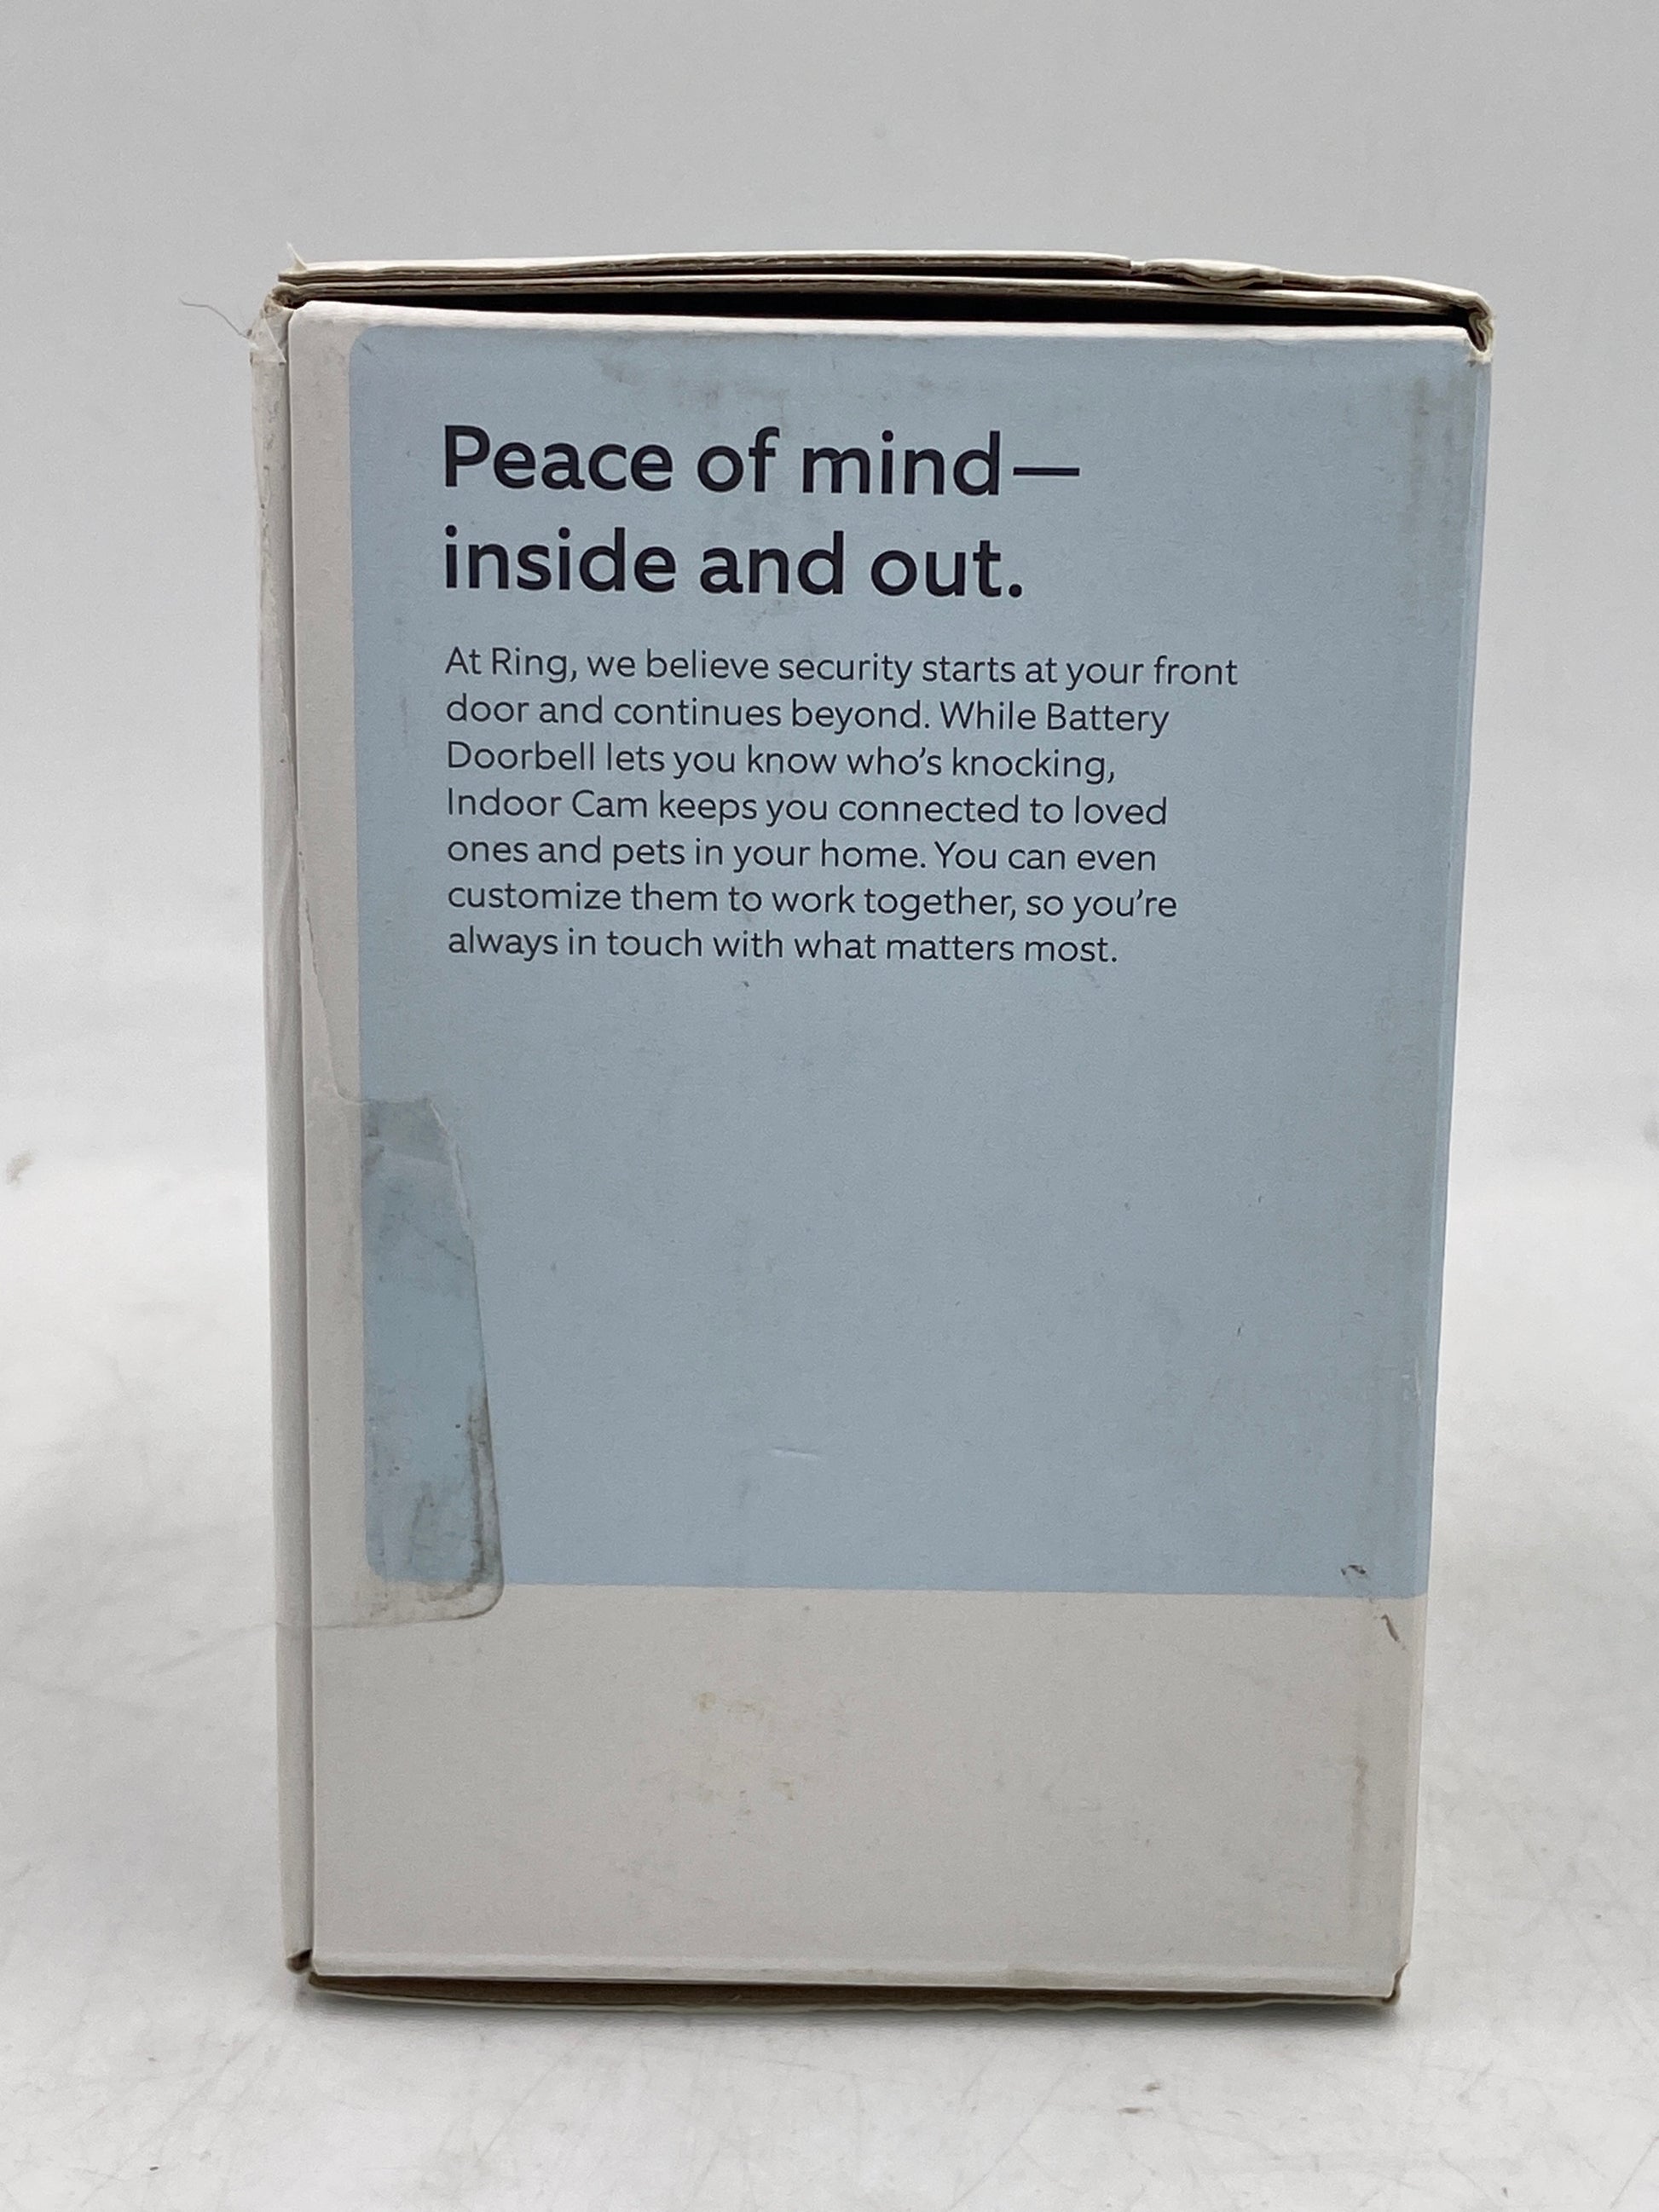 Peace of mind—
inside and out.
At Ring, we believe security starts at your front
door and continues beyond. While Battery
Doorbell lets you know who’s knocking,
Indoor Cam keeps you connected to loved
ones and pets in your home. You can even
customize them to work together, so you’re
always in touch with what matters most.